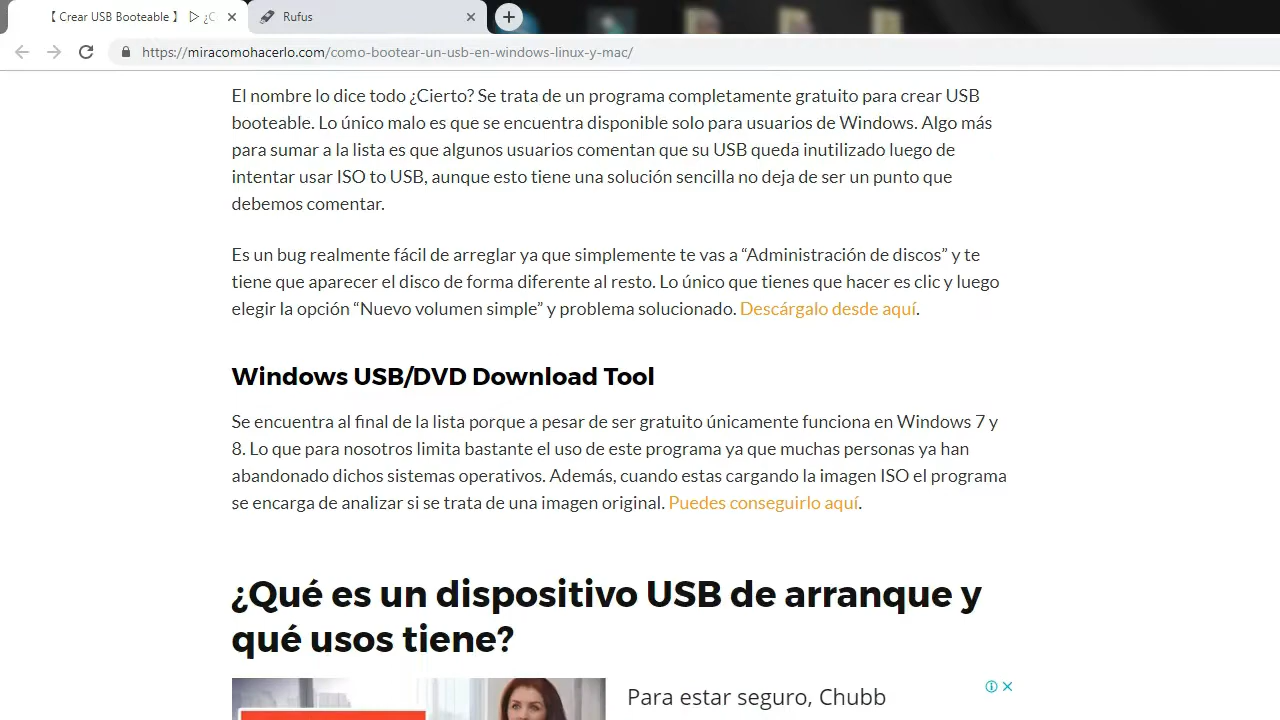 【 Crear USB Booteable 】 ▷ ¿C
Rufus
https://miracomohacerlo.com/como-bootear-un-usb-en-windows-linux-y-mac/
El nombre lo dice todo ¿Cierto? Se trata de un programa completamente gratuito para crear USB
booteable. Lo único malo es que se encuentra disponible solo para usuarios de Windows. Algo más
para sumar a la lista es que algunos usuarios comentan que su USB queda inutilizado luego de
intentar usar ISO to USB, aunque esto tiene una solución sencilla no deja de ser un punto que
debemos comentar.
Es un bug realmente fácil de arreglar ya que simplemente te vas a “Administración de discos” y te
tiene que aparecer el disco de forma diferente al resto. Lo único que tienes que hacer es clic y luego
elegir la opción “Nuevo volumen simple” y problema solucionado. Descárgalo desde aquí.
Windows USB/DVD Download Tool
Se encuentra al final de la lista porque a pesar de ser gratuito únicamente funciona en Windows 7 y
8. Lo que para nosotros limita bastante el uso de este programa ya que muchas personas ya han
abandonado dichos sistemas operativos. Además, cuando estas cargando la imagen ISO el programa
se encarga de analizar si se trata de una imagen original. Puedes conseguirlo aquí.
¿Qué es un dispositivo USB de arranque y
qué usos tiene?
Para estar seguro, Chubb